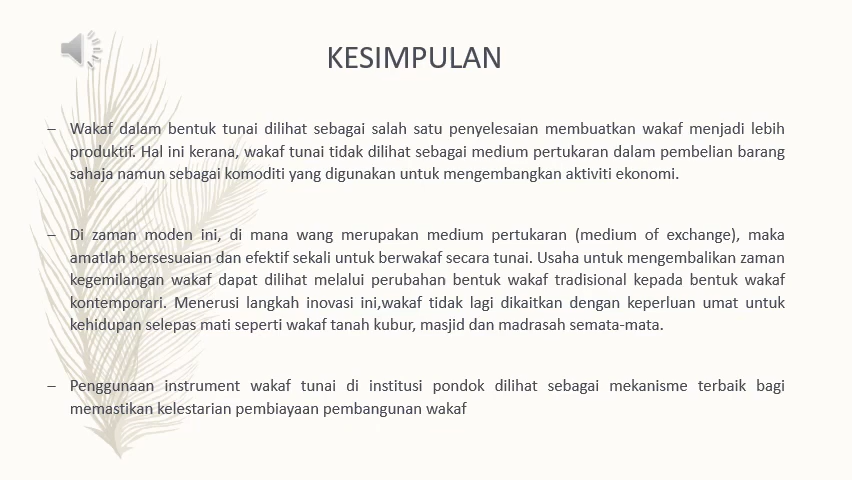 KESIMPULAN
– Wakaf dalam bentuk tunai dilihat sebagai salah satu penyelesaian membuatkan wakaf menjadi lebih
produktif. Hal ini kerana, wakaf tunai tidak dilihat sebagai medium pertukaran dalam pembelian barang
sahaja namun sebagai komoditi yang digunakan untuk mengembangkan aktiviti ekonomi.
– Di zaman moden ini, di mana wang merupakan medium pertukaran (medium of exchange), maka
amatlah bersesuaian dan efektif sekali untuk berwakaf secara tunai. Usaha untuk mengembalikan zaman
kegemilangan wakaf dapat dilihat melalui perubahan bentuk wakaf tradisional kepada bentuk wakaf
kontemporari. Menerusi langkah inovasi ini,wakaf tidak lagi dikaitkan dengan keperluan umat untuk
kehidupan selepas mati seperti wakaf tanah kubur, masjid dan madrasah semata-mata.
– Penggunaan instrument wakaf tunai di institusi pondok dilihat sebagai mekanisme terbaik bagi
memastikan kelestarian pembiayaan pembangunan wakaf